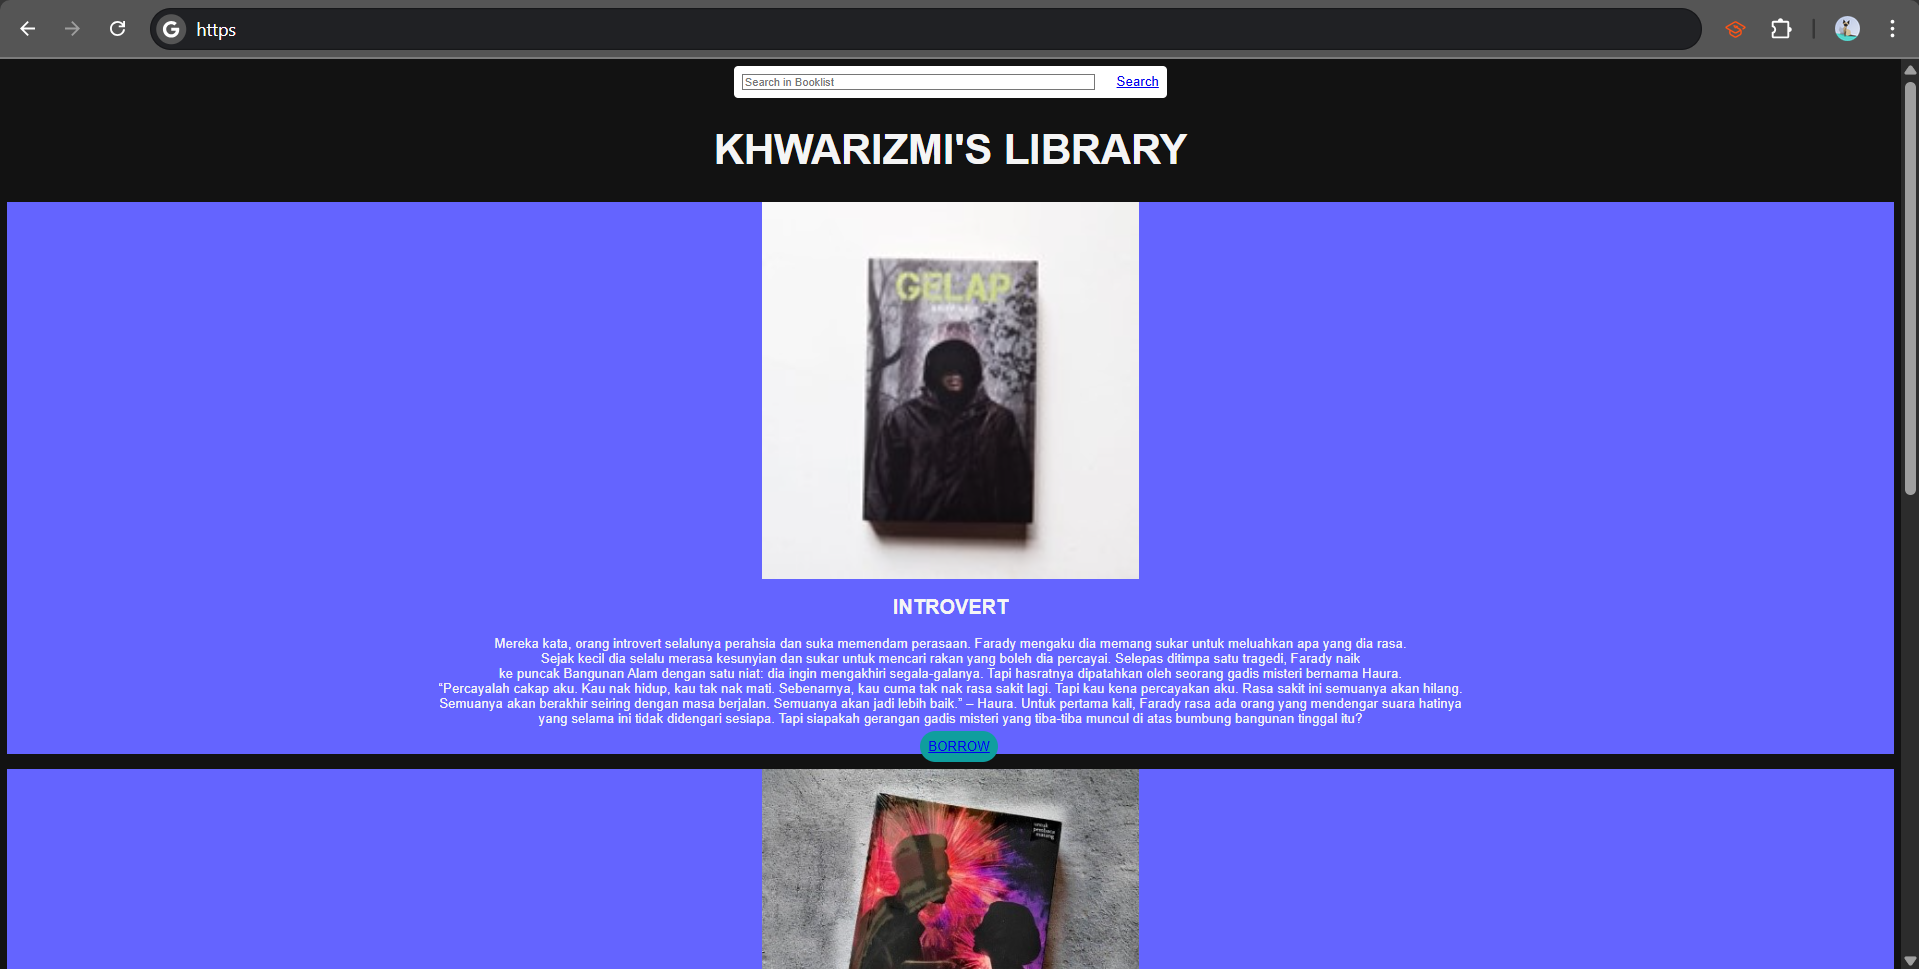 https
Search in Booklist
Search
KHWARIZMI'S LIBRARY
GELAP
INTROVERT
Mereka kata, orang introvert selalunya perahsia dan suka memendam perasaan. Farady mengaku dia memang sukar untuk meluahkan apa yang dia rasa.
Sejak kecil dia selalu merasa kesunyian dan sukar untuk mencari rakan yang boleh dia percayai. Selepas ditimpa satu tragedi, Farady naik
ke puncak Bangunan Alam dengan satu niat: dia ingin mengakhiri segala-galanya. Tapi hasratnya dipatahkan oleh seorang gadis misteri bernama Haura.
“Percayalah cakap aku. Kau nak hidup, kau tak nak mati. Sebenarnya, kau cuma tak nak rasa sakit lagi. Tapi kau kena percayakan aku. Rasa sakit ini semuanya akan hilang.
Semuanya akan berakhir seiring dengan masa berjalan. Semuanya akan jadi lebih baik.” – Haura. Untuk pertama kali, Farady rasa ada orang yang mendengar suara hatinya
yang selama ini tidak didengari sesiapa. Tapi siapakah gerangan gadis misteri yang tiba-tiba muncul di atas bumbung bangunan tinggal itu?
BORROW
untuk
pembaca
matang